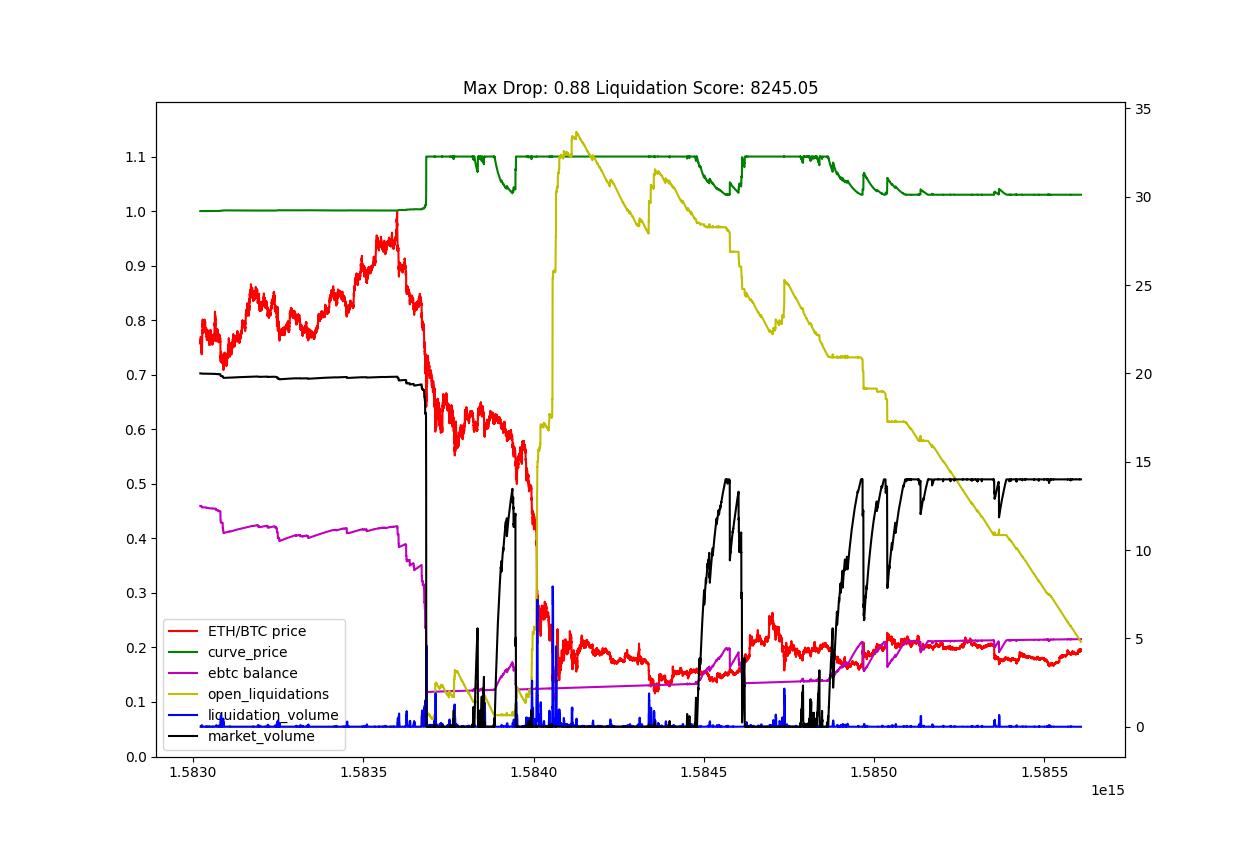 Max Drop: 0.88 Liquidation Score: 8245.05
1.1
1.0
0.9
0.8
0.7
0.6
0.5
0.4
0.3
0.2
0.1
0.0
35
30
25
20
15
10
5
0
ETH/BTC price
curve_price
ebtc balance
open_liquidations
liquidation_volume
market_volume
1.5830 1.5835 1.5840 1.5845 1.5850 1.5855
1e15